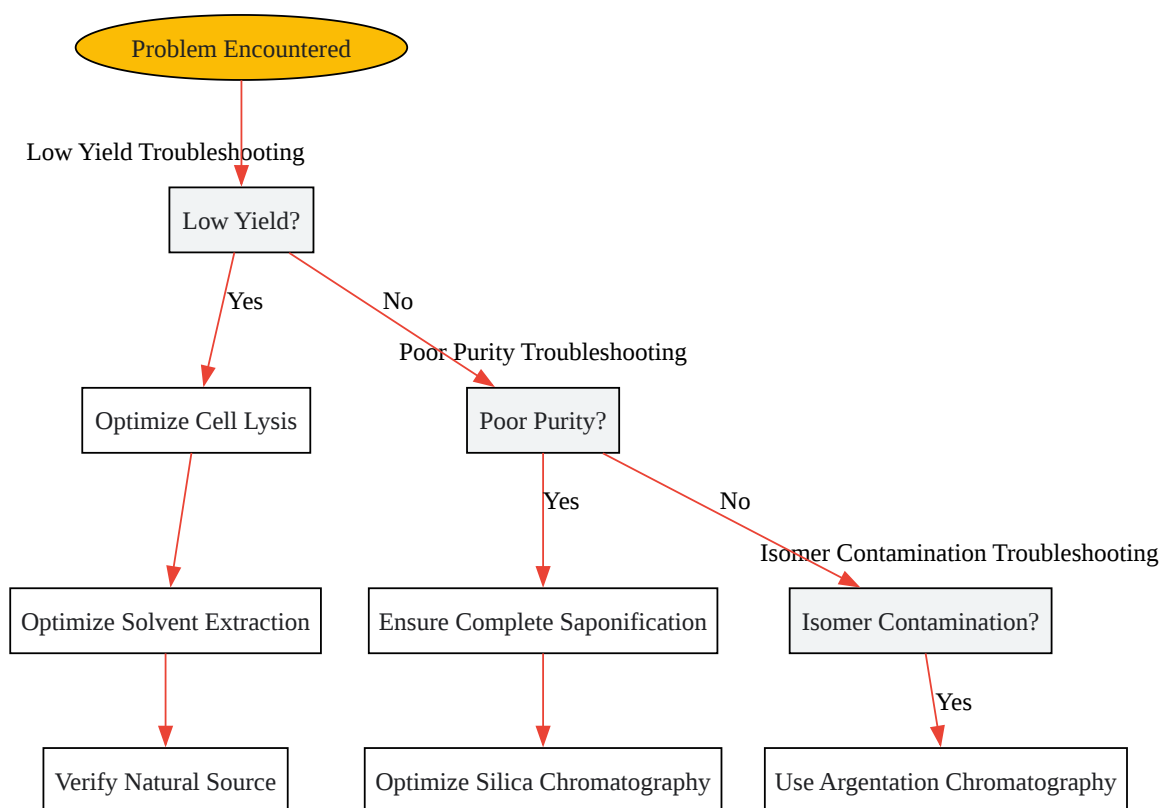 Problem Encountered
Low Yield Troubleshooting
Low Yield?
Yes
No
Poor Purity Troubleshooting
Optimize Cell Lysis
Poor Purity?
Yes
No
Isomer Contamination Troubleshooting
Optimize Solvent Extraction
Ensure Complete Saponification
Isomer Contamination?
Yes
Verify Natural Source
Optimize Silica Chromatography
Use Argentation Chromatography